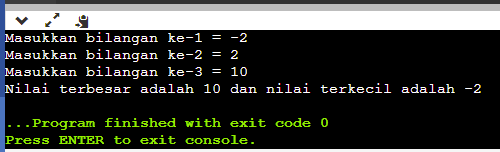 Masukkan bilangan ke-1 = -2
Masukkan bilangan ke-2 = 2
Masukkan bilangan ke-3 = 10
Nilai terbesar adalah 10 dan nilai terkecil adalah -2
...Program finished with exit code 0
Press ENTER to exit console.